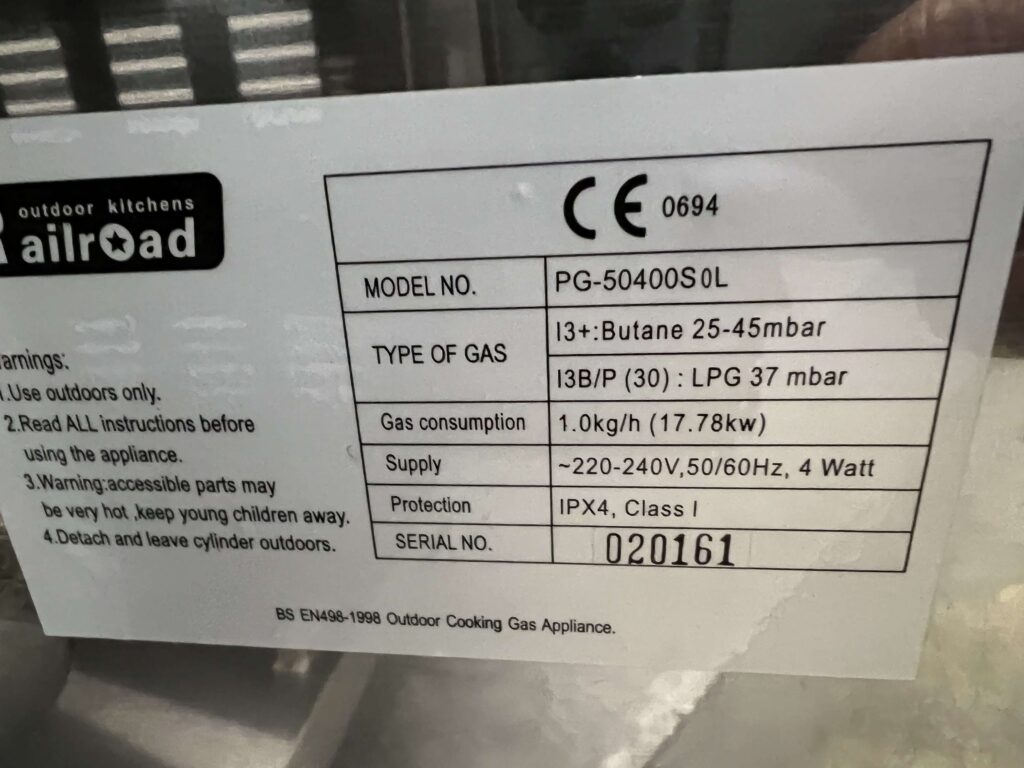 outdoor kitchens
Railroad
CE 0694
MODEL NO. PG-50400S0L
TYPE OF GAS I3+:Butane 25-45mbar
I3B/P (30) : LPG 37 mbar
Gas consumption 1.0kg/h (17.78kw)
Supply ~220-240V,50/60Hz, 4 Watt
Protection IPX4, Class I
SERIAL NO. 020161
arnings:
1.Use outdoors only.
2.Read ALL instructions before
using the appliance.
3.Warning:accessible parts may
be very hot ,keep young children away.
4.Detach and leave cylinder outdoors.
BS EN498-1998 Outdoor Cooking Gas Appliance.